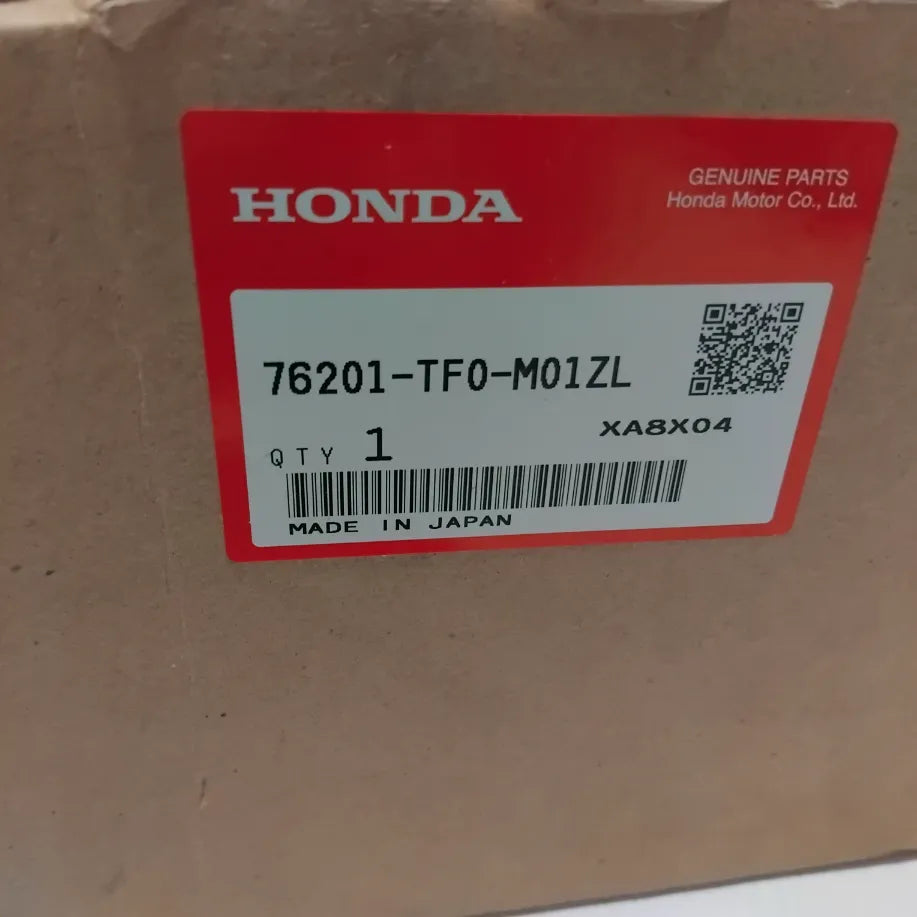 HONDA
GENUINE PARTS
Honda Motor Co., Ltd.
76201-TF0-M01ZL
XA8X04
QTY 1
MADE IN JAPAN